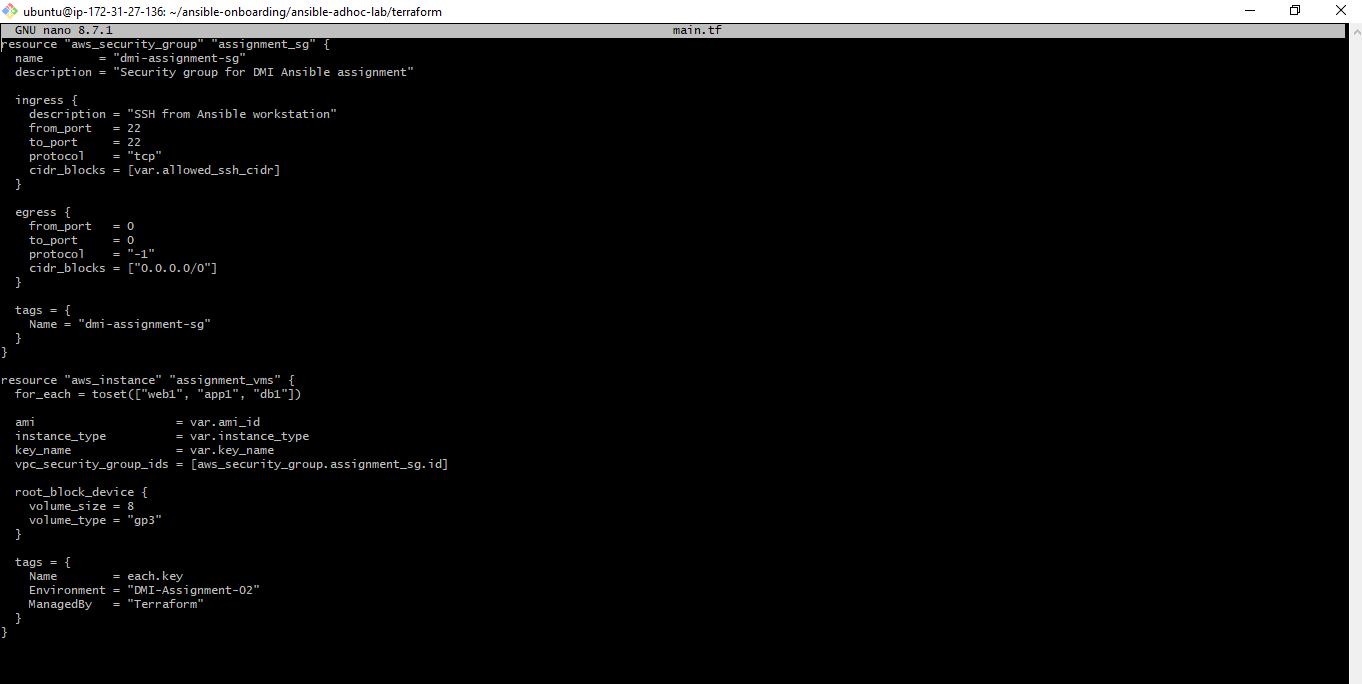 ubuntu@ip-172-31-27-136: ~/ansible-onboarding/ansible-adhoc-lab/terraform
GNU nano 8.7.1 main.tf
resource "aws_security_group" "assignment_sg" {
  name        = "dmi-assignment-sg"
  description = "Security group for DMI Ansible assignment"

  ingress {
    description = "SSH from Ansible workstation"
    from_port   = 22
    to_port     = 22
    protocol    = "tcp"
    cidr_blocks = [var.allowed_ssh_cidr]
  }

  egress {
    from_port   = 0
    to_port     = 0
    protocol    = "-1"
    cidr_blocks = ["0.0.0.0/0"]
  }

  tags = {
    Name = "dmi-assignment-sg"
  }
}

resource "aws_instance" "assignment_vms" {
  for_each = toset(["web1", "app1", "db1"])

  ami                    = var.ami_id
  instance_type          = var.instance_type
  key_name               = var.key_name
  vpc_security_group_ids = [aws_security_group.assignment_sg.id]

  root_block_device {
    volume_size = 8
    volume_type = "gp3"
  }

  tags = {
    Name        = each.key
    Environment = "DMI-Assignment-02"
    ManagedBy   = "Terraform"
  }
}